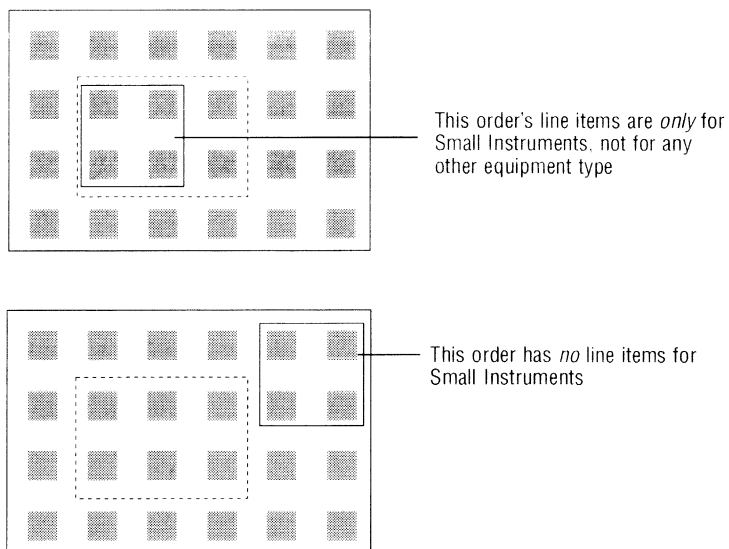 This order's line items are only for
Small Instruments, not for any
other equipment type
This order has no line items for
Small Instruments